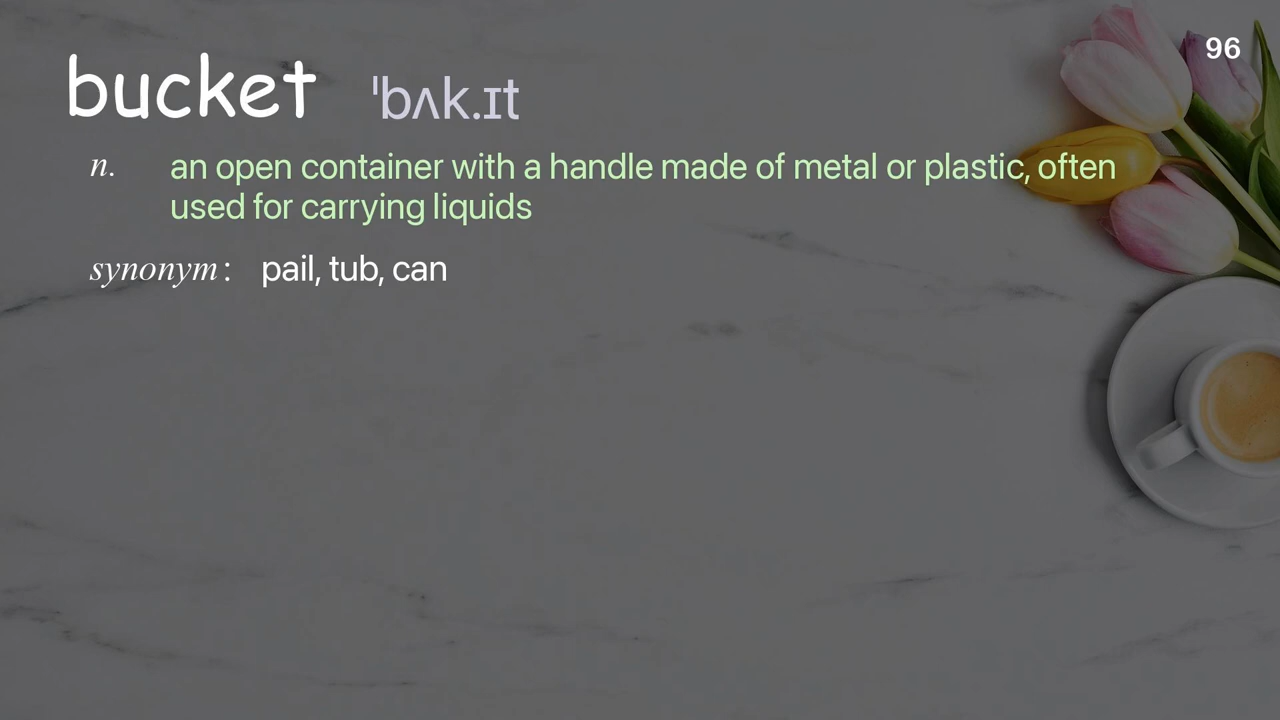 96
bucket ˈbʌk.ɪt
n. an open container with a handle made of metal or plastic, often
used for carrying liquids
synonym: pail, tub, can